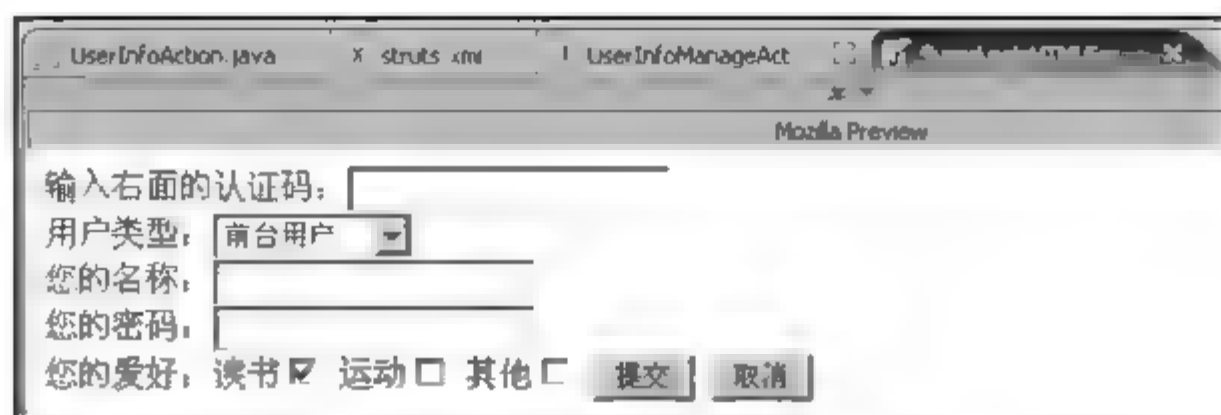 UserInfoAction.java struts.xml UserInfoManageAct
Mozilla Preview
输入右面的认证码：
用户类型：前台用户
您的名称：
您的密码：
您的爱好：读书 运动 其他 提交 取消